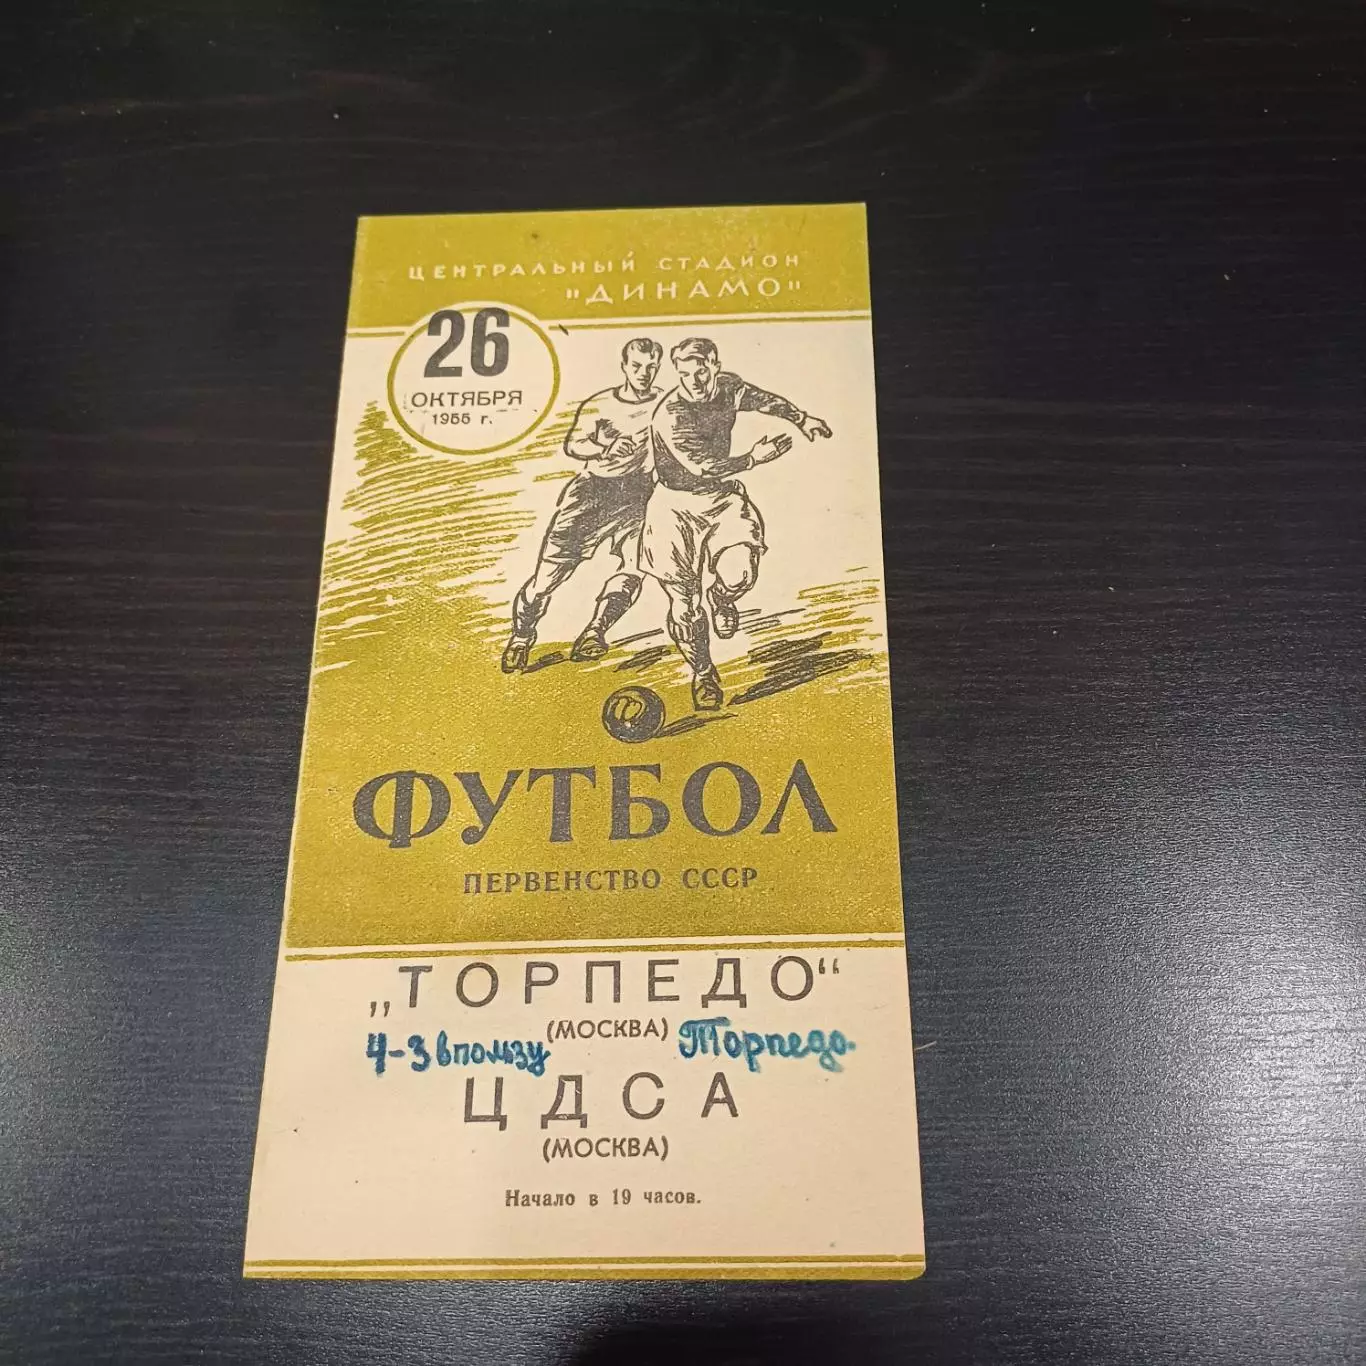 ЦЕНТРАЛЬНЫЙ СТАДИОН
"ДИНАМО"
26
ОКТЯБРЯ
1955 г.
ФУТБОЛ
ПЕРВЕНСТВО СССР
„ТОРПЕДО“
(МОСКВА)
4-3 в пользу Торпедо.
ЦДСА
(МОСКВА)
Начало в 19 часов.